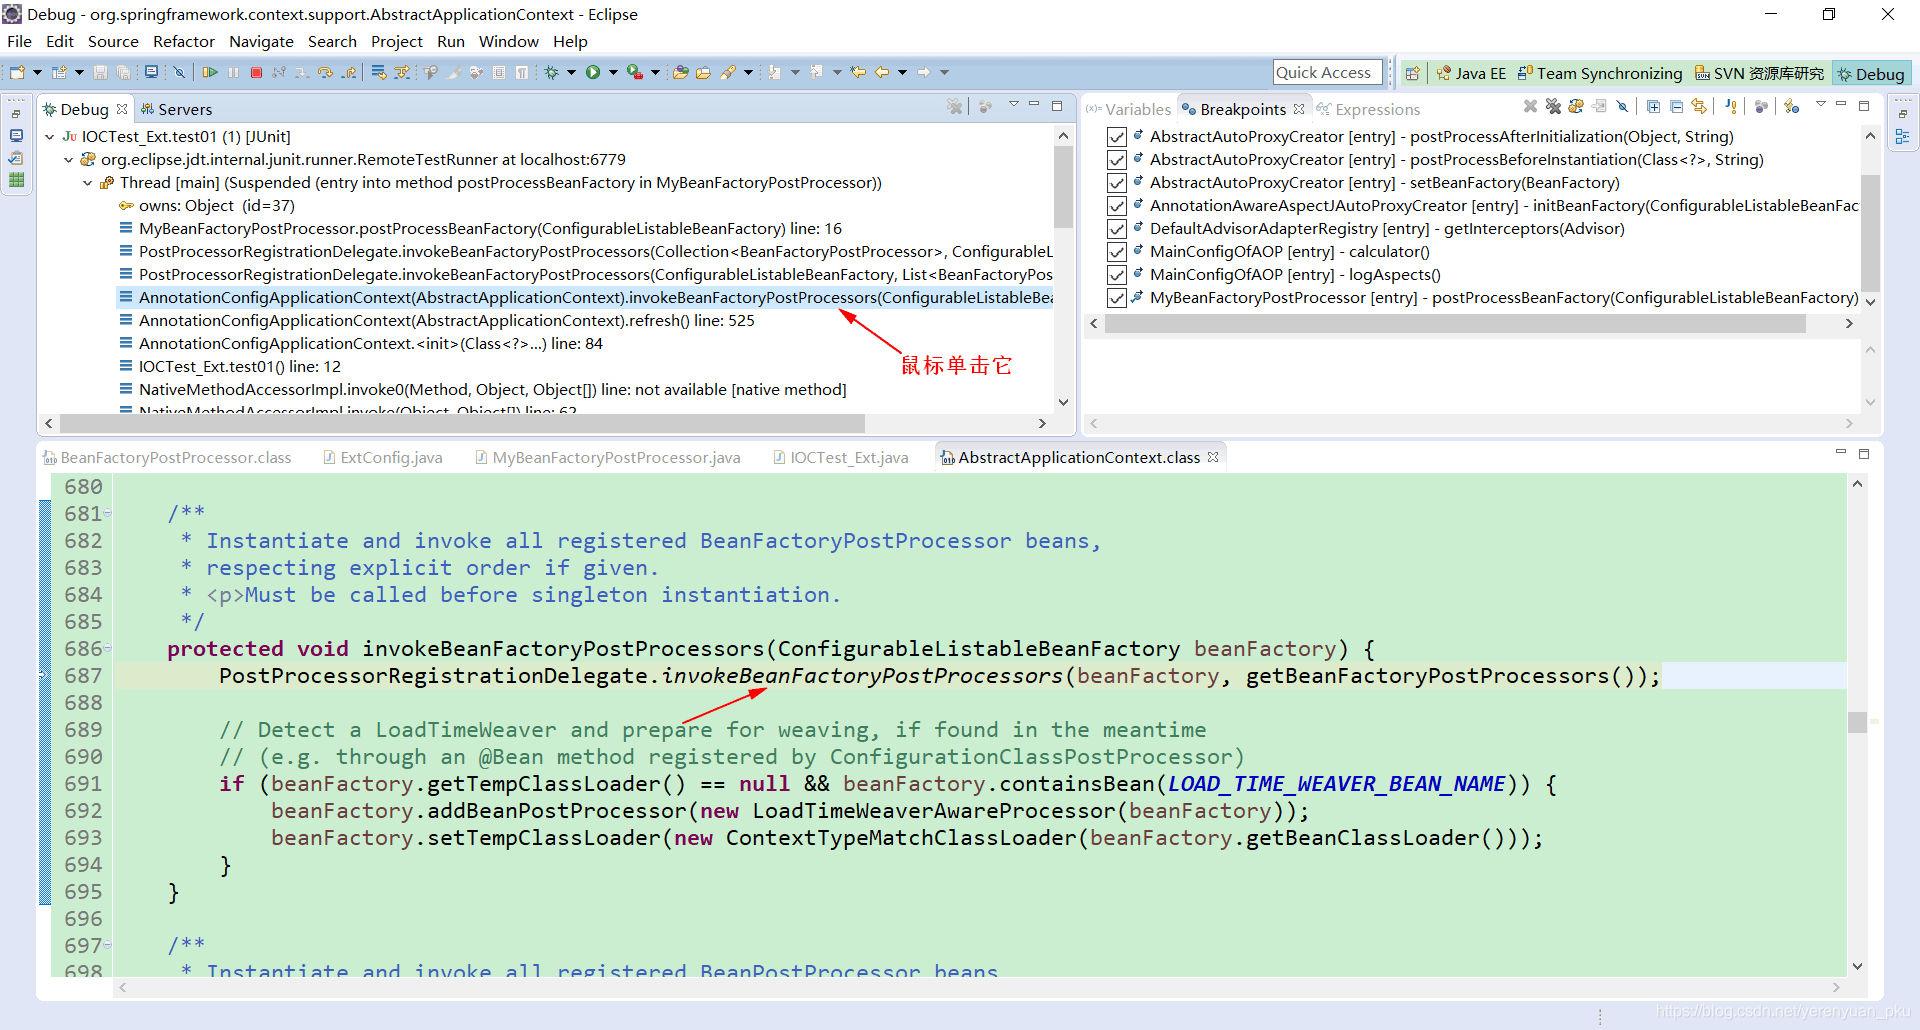 Debug - org.springframework.context.support.AbstractApplicationContext - Eclipse
File Edit Source Refactor Navigate Search Project Run Window Help
Quick Access
Java EE
Team Synchronizing
SVN 资源库研究
Debug
Debug
Servers
IOCTest_Ext.test01 (1) [JUnit]
org.eclipse.jdt.internal.junit.runner.RemoteTestRunner at localhost:6779
Thread [main] (Suspended (entry into method postProcessBeanFactory in MyBeanFactoryPostProcessor))
owns: Object (id=37)
MyBeanFactoryPostProcessor.postProcessBeanFactory(ConfigurableListableBeanFactory) line: 16
PostProcessorRegistrationDelegate.invokeBeanFactoryPostProcessors(Collection<BeanFactoryPostProcessor>, ConfigurableL
PostProcessorRegistrationDelegate.invokeBeanFactoryPostProcessors(ConfigurableListableBeanFactory, List<BeanFactoryPos
AnnotationConfigApplicationContext(AbstractApplicationContext).invokeBeanFactoryPostProcessors(ConfigurableListableBea
AnnotationConfigApplicationContext(AbstractApplicationContext).refresh() line: 525
AnnotationConfigApplicationContext.<init>(Class<?>...) line: 84
IOCTest_Ext.test01() line: 12
NativeMethodAccessorImpl.invoke0(Method, Object, Object[]) line: not available [native method]
NativeMethodAccessorImpl.invoke(Object, Object[]) line: 62
鼠标单击它
(x)= Variables
Breakpoints
Expressions
AbstractAutoProxyCreator [entry] - postProcessAfterInitialization(Object, String)
AbstractAutoProxyCreator [entry] - postProcessBeforeInstantiation(Class<?>, String)
AbstractAutoProxyCreator [entry] - setBeanFactory(BeanFactory)
AnnotationAwareAspectJAutoProxyCreator [entry] - initBeanFactory(ConfigurableListableBeanFac
DefaultAdvisorAdapterRegistry [entry] - getInterceptors(Advisor)
MainConfigOfAOP [entry] - calculator()
MainConfigOfAOP [entry] - logAspects()
MyBeanFactoryPostProcessor [entry] - postProcessBeanFactory(ConfigurableListableBeanFactory)
BeanFactoryPostProcessor.class
ExtConfig.java
MyBeanFactoryPostProcessor.java
IOCTest_Ext.java
AbstractApplicationContext.class
680
681 /**
682 * Instantiate and invoke all registered BeanFactoryPostProcessor beans,
683 * respecting explicit order if given.
684 * <p>Must be called before singleton instantiation.
685 */
686 protected void invokeBeanFactoryPostProcessors(ConfigurableListableBeanFactory beanFactory) {
687 PostProcessorRegistrationDelegate.invokeBeanFactoryPostProcessors(beanFactory, getBeanFactoryPostProcessors());
688
689 // Detect a LoadTimeWeaver and prepare for weaving, if found in the meantime
690 // (e.g. through an @Bean method registered by ConfigurationClassPostProcessor)
691 if (beanFactory.getTempClassLoader() == null && beanFactory.containsBean(LOAD_TIME_WEAVER_BEAN_NAME)) {
692 beanFactory.addBeanPostProcessor(new LoadTimeWeaverAwareProcessor(beanFactory));
693 beanFactory.setTempClassLoader(new ContextTypeMatchClassLoader(beanFactory.getBeanClassLoader()));
694 }
695 }
696
697 /**
698 * Instantiate and invoke all registered BeanPostProcessor beans
https://blog.csdn.net/yerenyuan_pku